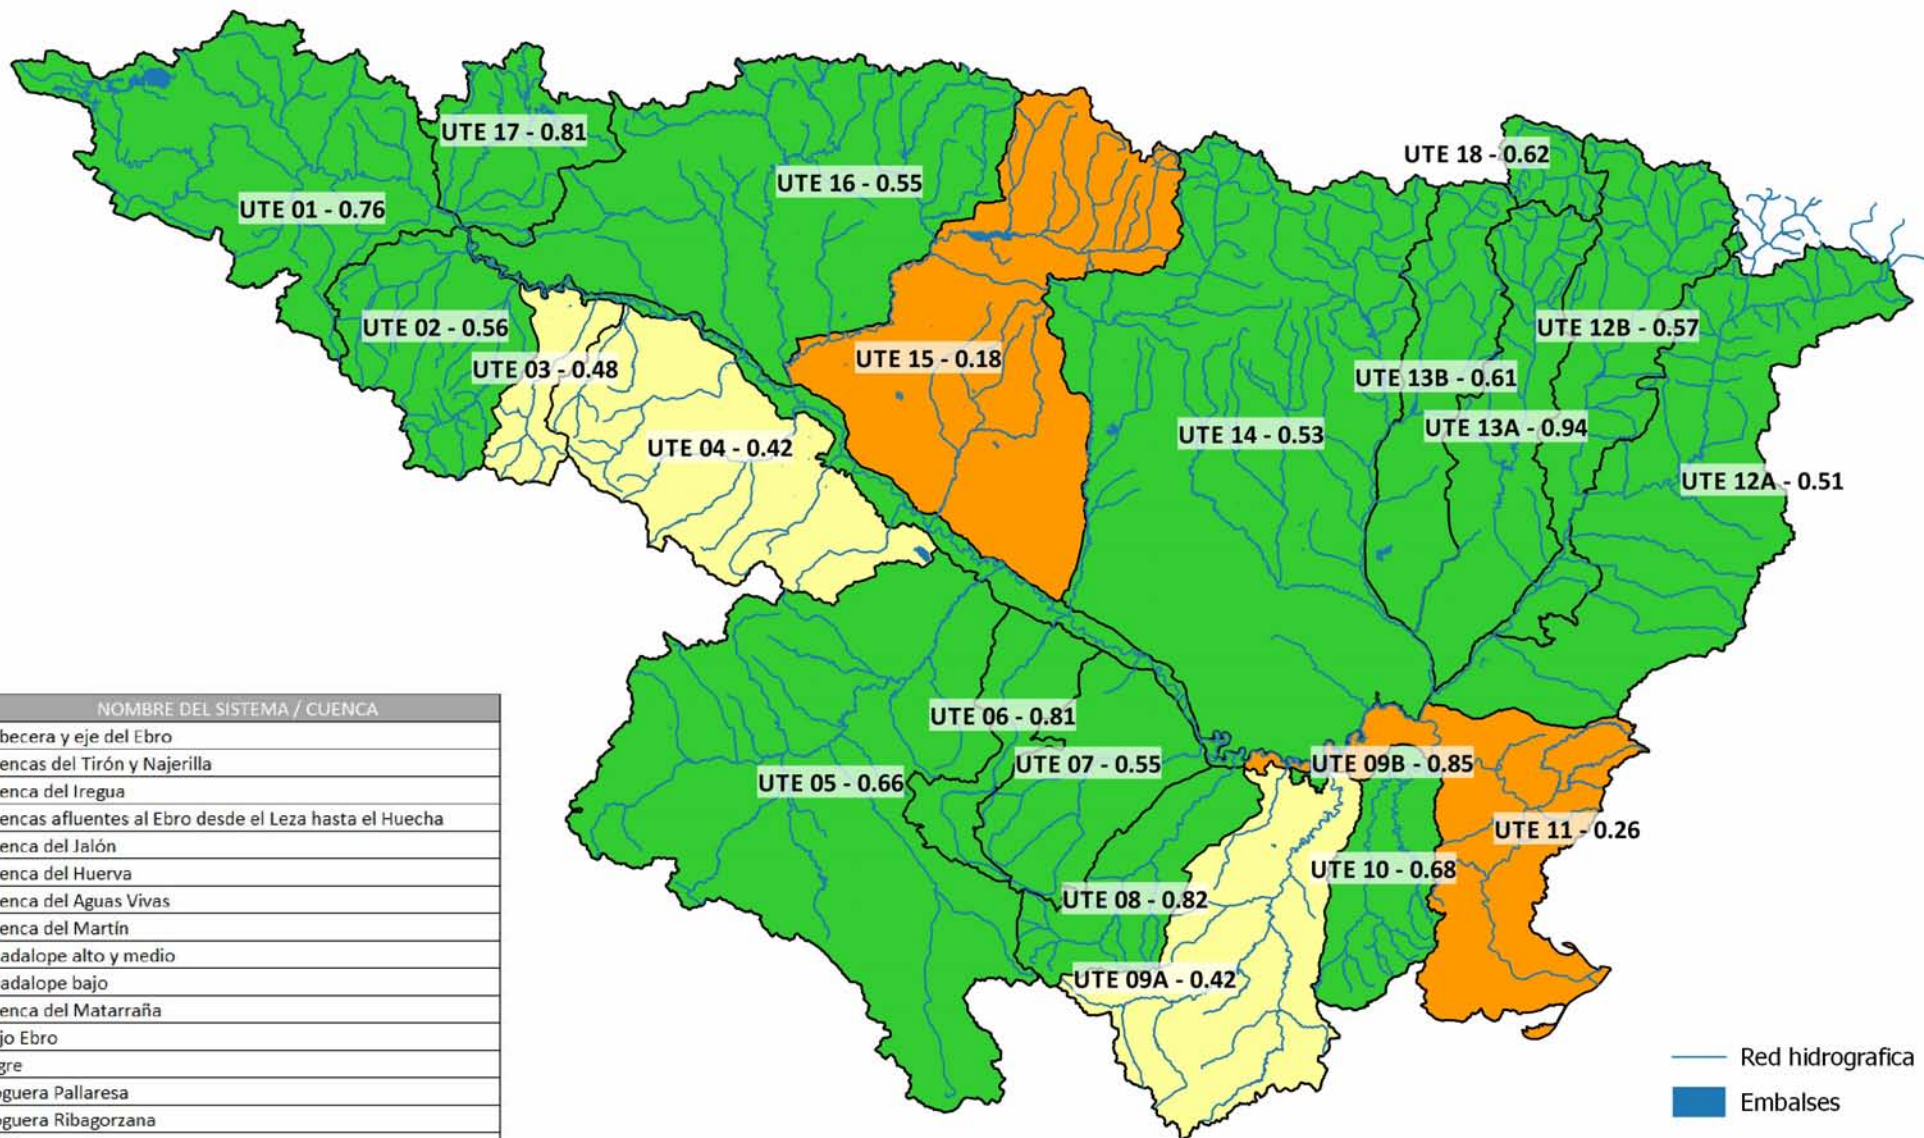 UTE 17 - 0.81
UTE 18 - 0.62
UTE 16 - 0.55
UTE 01 - 0.76
UTE 02 - 0.56
UTE 12B - 0.57
UTE 15 - 0.18
UTE 03 - 0.48
UTE 13B - 0.61
UTE 13A - 0.94
UTE 14 - 0.53
UTE 04 - 0.42
UTE 12A - 0.51
UTE 06 - 0.81
UTE 07 - 0.55
UTE 09B - 0.85
UTE 05 - 0.66
UTE 11 - 0.26
UTE 10 - 0.68
UTE 08 - 0.82
UTE 09A - 0.42
NOMBRE DEL SISTEMA / CUENCA
becera y eje del Ebro
encas del Tirón y Najerilla
enca del Iregua
encas afluentes al Ebro desde el Leza hasta el Huecha
enca del Jalón
enca del Huerva
enca del Aguas Vivas
enca del Martín
adalope alto y medio
adalope bajo
enca del Matarraña
jo Ebro
gre
guera Pallaresa
guera Ribagorzana
Red hidrografica
Embalses